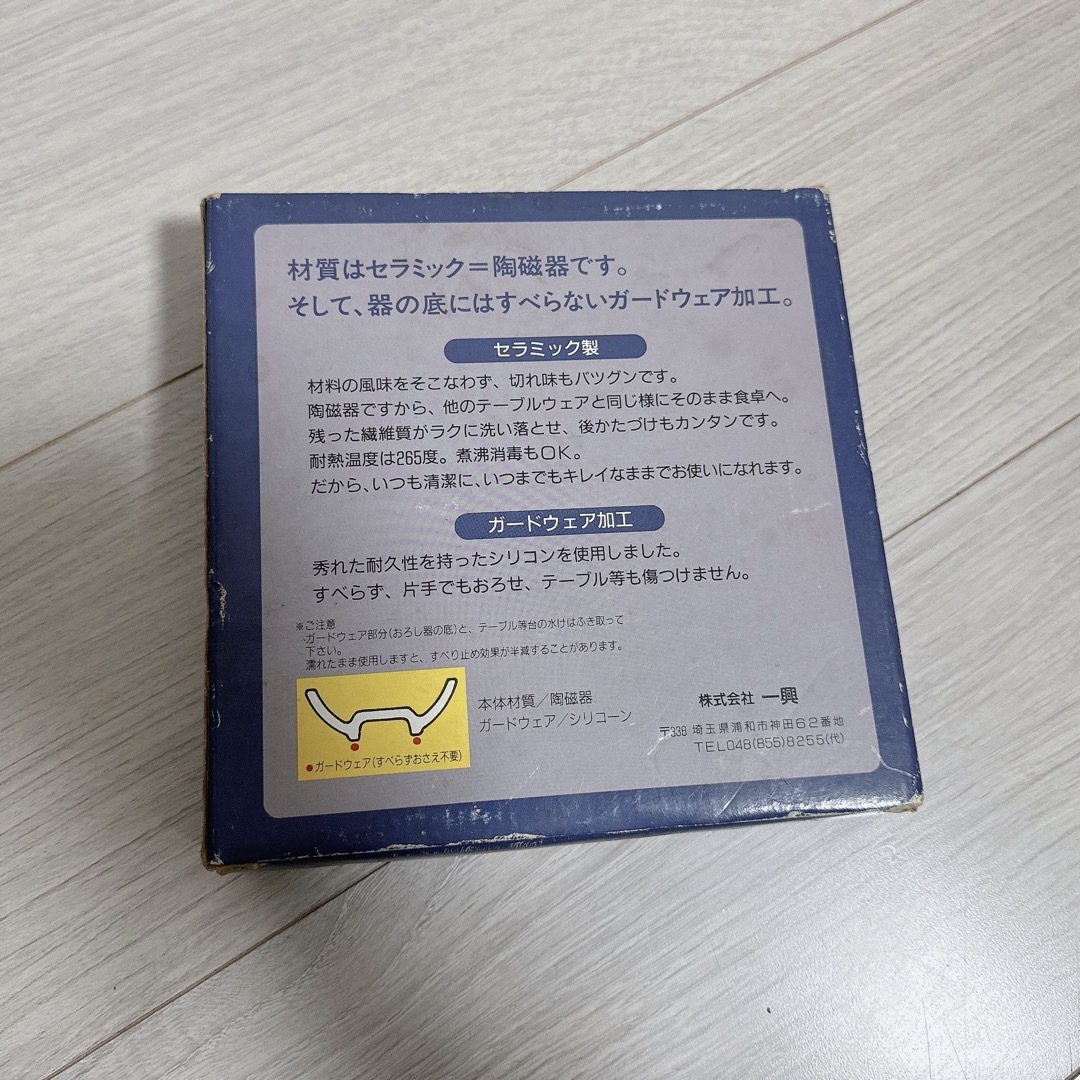 材質はセラミック＝陶磁器です。
そして、器の底にはすべらないガードウェア加工。
セラミック製
材料の風味をそこなわず、切れ味もバツグンです。
陶磁器ですから、他のテーブルウェアと同じ様にそのまま食卓へ。
残った繊維質がラクに洗い落とせ、後かたづけもカンタンです。
耐熱温度は265度。煮沸消毒もOK。
だから、いつも清潔に、いつまでもキレイなままでお使いになれます。
ガードウェア加工
秀れた耐久性を持ったシリコンを使用しました。
すべらず、片手でもおろせ、テーブル等も傷つけません。
※ご注意
・ガードウェア部分(おろし器の底)と、テーブル等台の水けはふき取って
下さい。
濡れたまま使用しますと、すべり止め効果が半減することがあります。
●ガードウェア(すべらずおさえ不要)
本体材質／陶磁器
ガードウェア／シリコーン
株式会社 一興
〒338 埼玉県浦和市神田62番地
TEL048(855)8255(代)